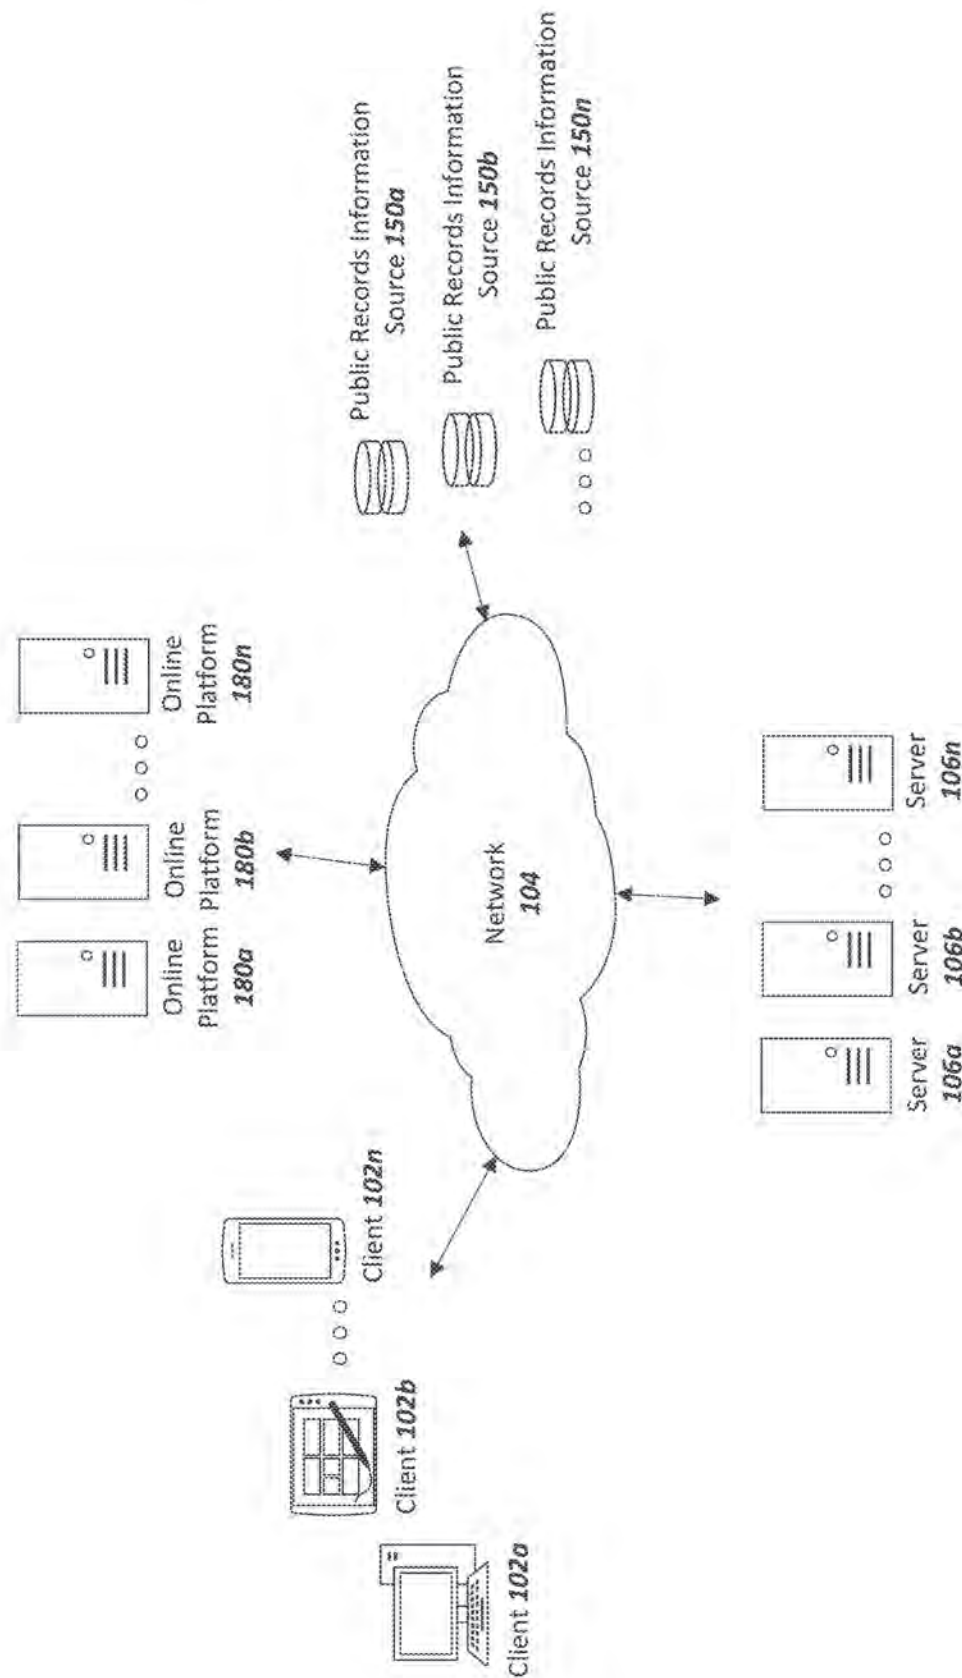 Online
Platform
180a
Online
Platform
180b
Online
Platform
180n
Client 102n
Client 102b
Client 102a
Network
104
Public Records Information
Source 150a
Public Records Information
Source 150b
Public Records Information
Source 150n
Server
106a
Server
106b
Server
106n